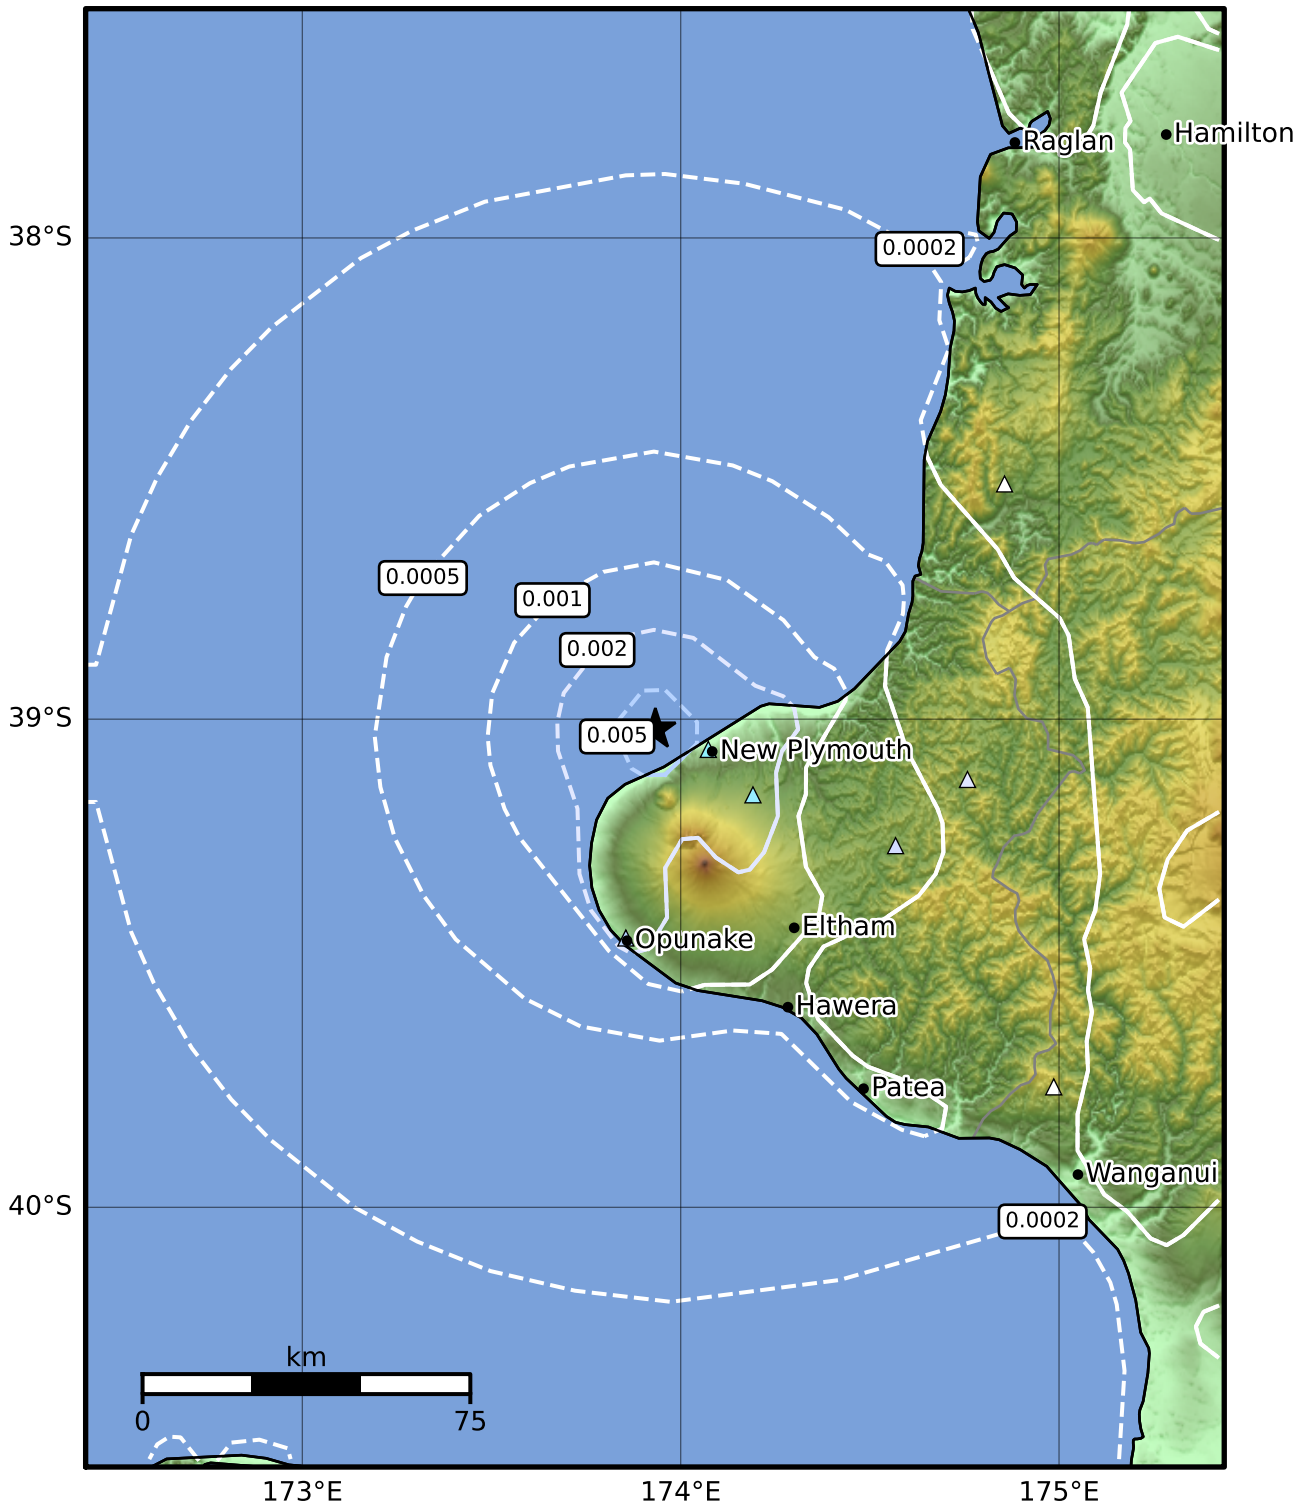 Hamilton
Raglan
38°S
0.0002
0.0005
0.001
0.002
39°S
0.005
New Plymouth
Eltham
Opunake
Hawera
Patea
Wanganui
40°S
0.0002
km
0 75
173°E 174°E 175°E